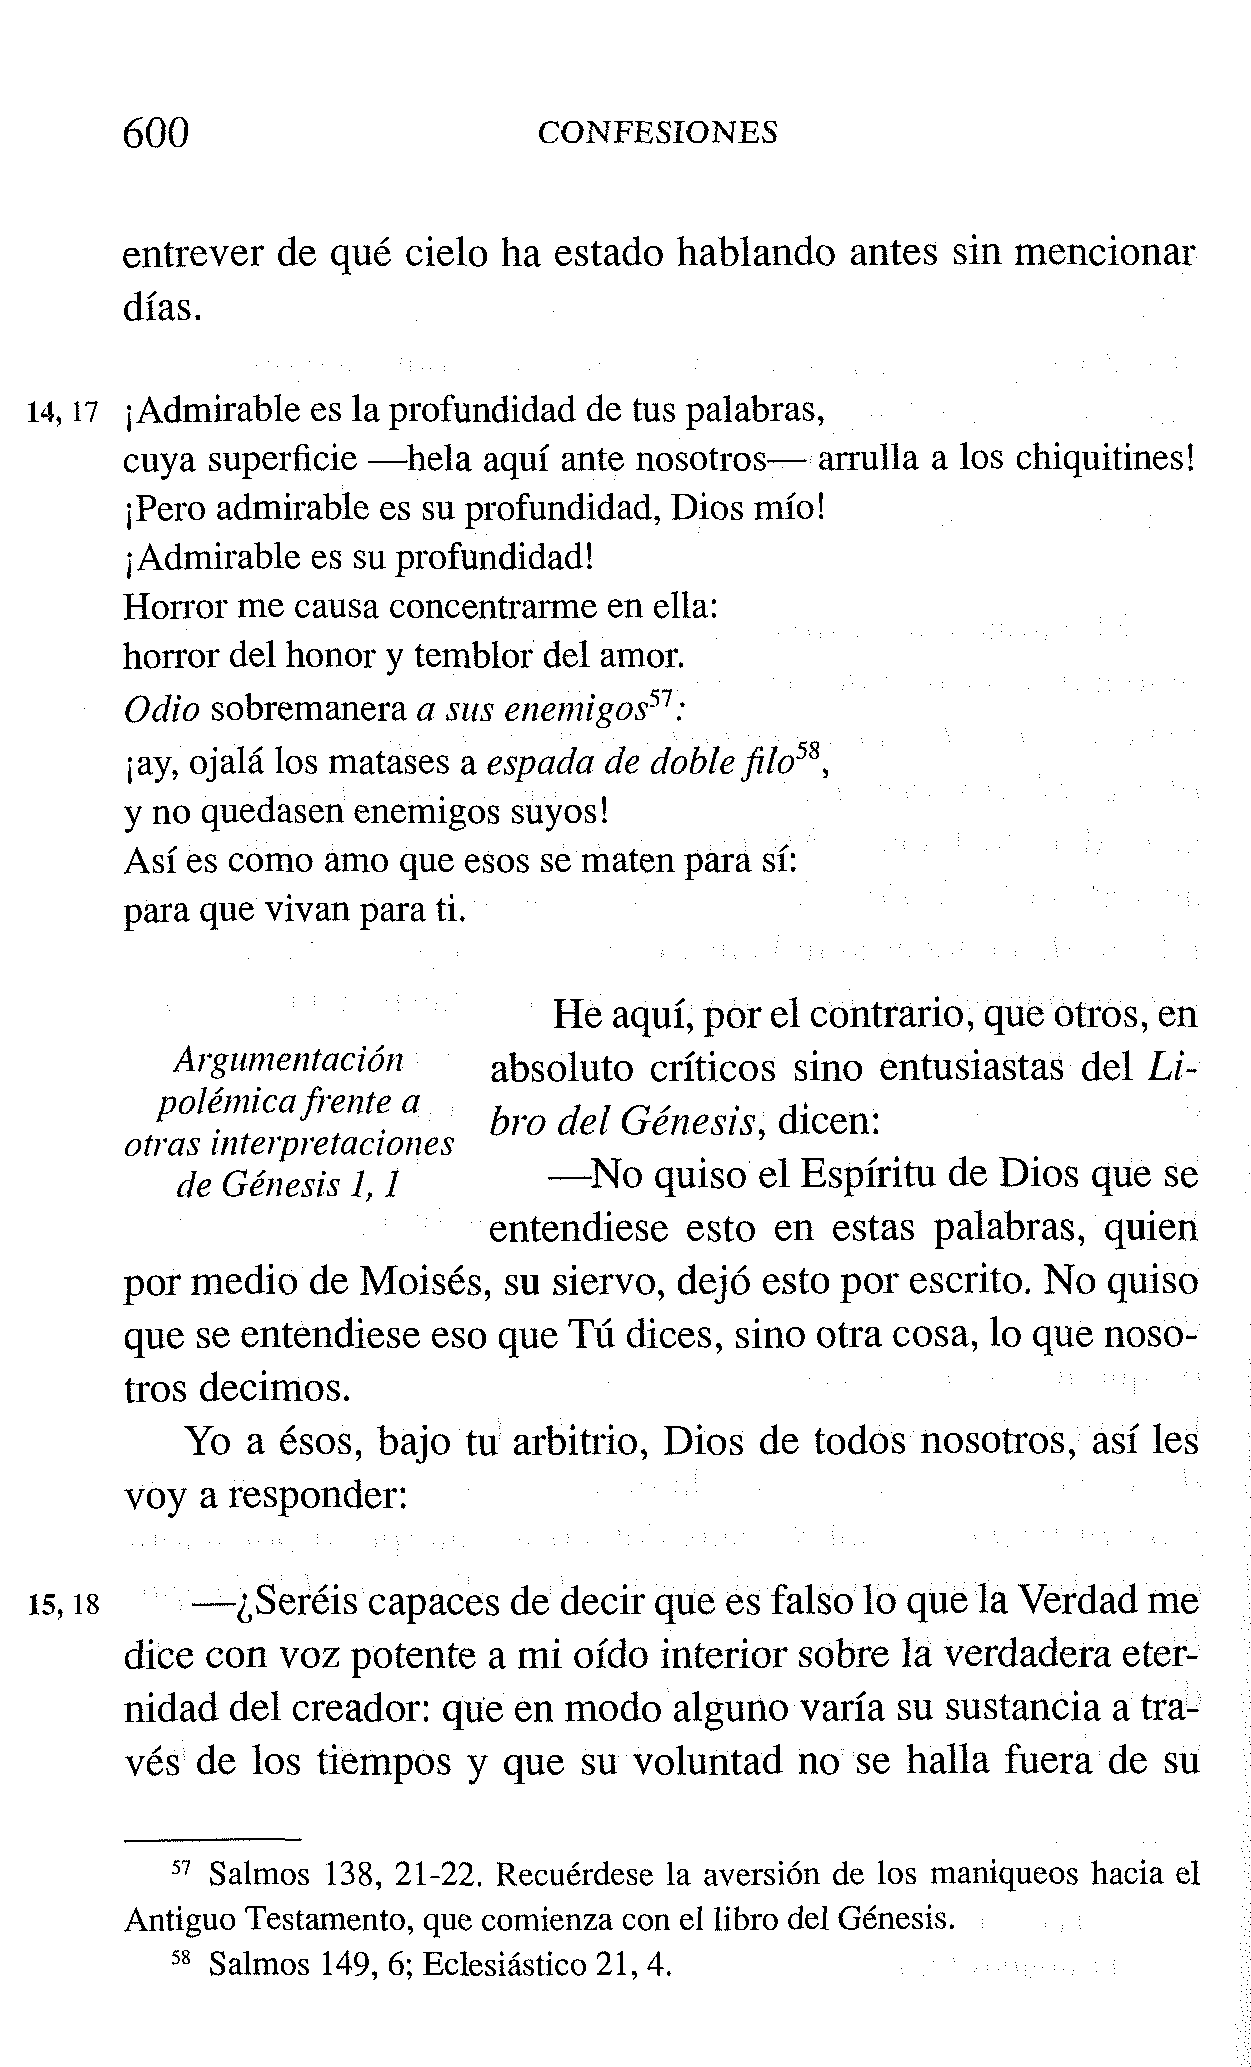 600 CONFESIONES
entrever de qué cielo ha estado hablando antes sin mencionar
días.
14, 17 ¡Admirable es la profundidad de tus palabras,
cuya superficie —hela aquí ante nosotros— arrulla a los chiquitines!
¡Pero admirable es su profundidad, Dios mío!
¡Admirable es su profundidad!
Horror me causa concentrarme en ella:
horror del honor y temblor del amor.
Odio sobremanera a sus enemigos⁵⁷:
¡ay, ojalá los matases a espada de doble filo⁵⁸,
y no quedasen enemigos suyos!
Así es como amo que esos se maten para sí:
para que vivan para ti.
Argumentación
polémica frente a
otras interpretaciones
de Génesis 1, 1
He aquí, por el contrario, que otros, en
absoluto críticos sino entusiastas del Li-
bro del Génesis, dicen:
—No quiso el Espíritu de Dios que se
entendiese esto en estas palabras, quien
por medio de Moisés, su siervo, dejó esto por escrito. No quiso
que se entendiese eso que Tú dices, sino otra cosa, lo que noso-
tros decimos.
Yo a ésos, bajo tu arbitrio, Dios de todos nosotros, así les
voy a responder:
15, 18 —¿Seréis capaces de decir que es falso lo que la Verdad me
dice con voz potente a mi oído interior sobre la verdadera eter-
nidad del creador: que en modo alguno varía su sustancia a tra-
vés de los tiempos y que su voluntad no se halla fuera de su
⁵⁷ Salmos 138, 21-22. Recuérdese la aversión de los maniqueos hacia el
Antiguo Testamento, que comienza con el libro del Génesis.
⁵⁸ Salmos 149, 6; Eclesiástico 21, 4.